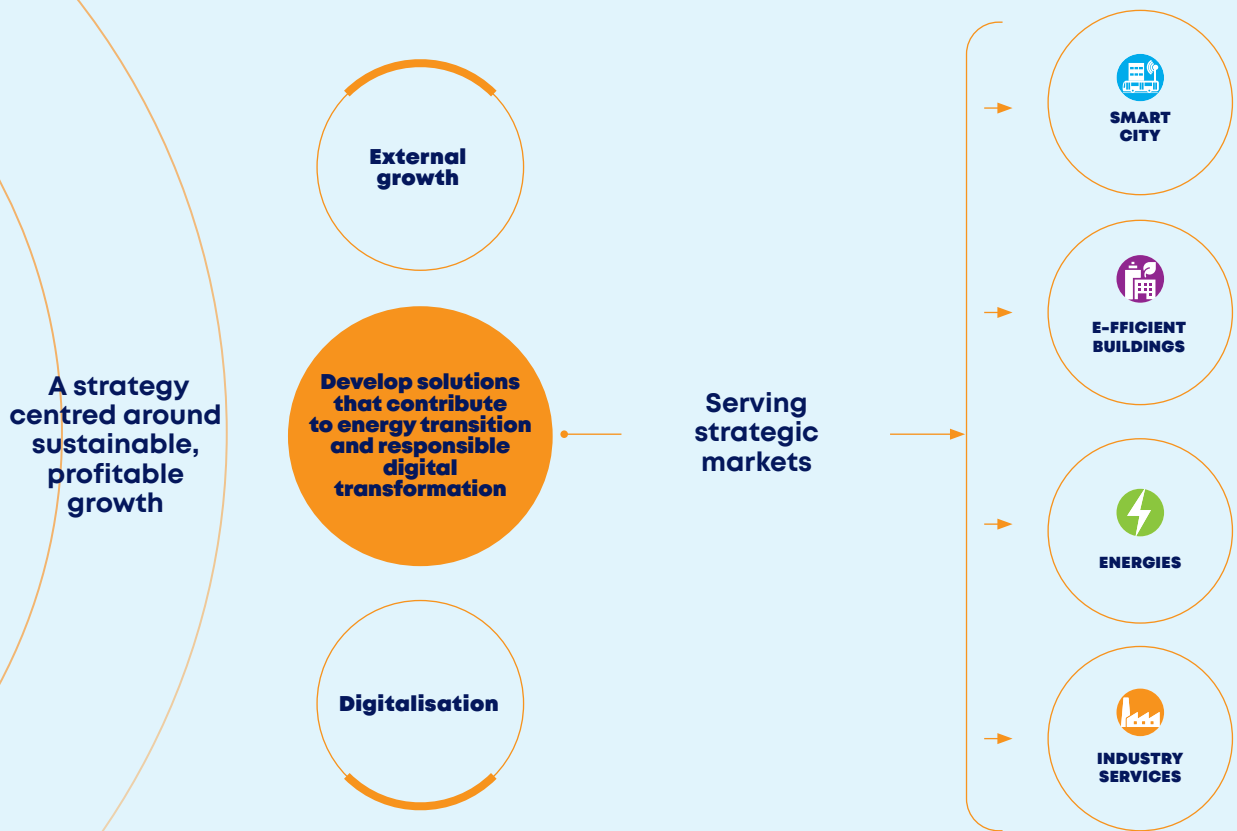 A strategy
centred around
sustainable,
profitable
growth
External
growth
Develop solutions
that contribute
to energy transition
and responsible
digital
transformation
Digitalisation
Serving
strategic
markets
SMART
CITY
E-FFICIENT
BUILDINGS
ENERGIES
INDUSTRY
SERVICES